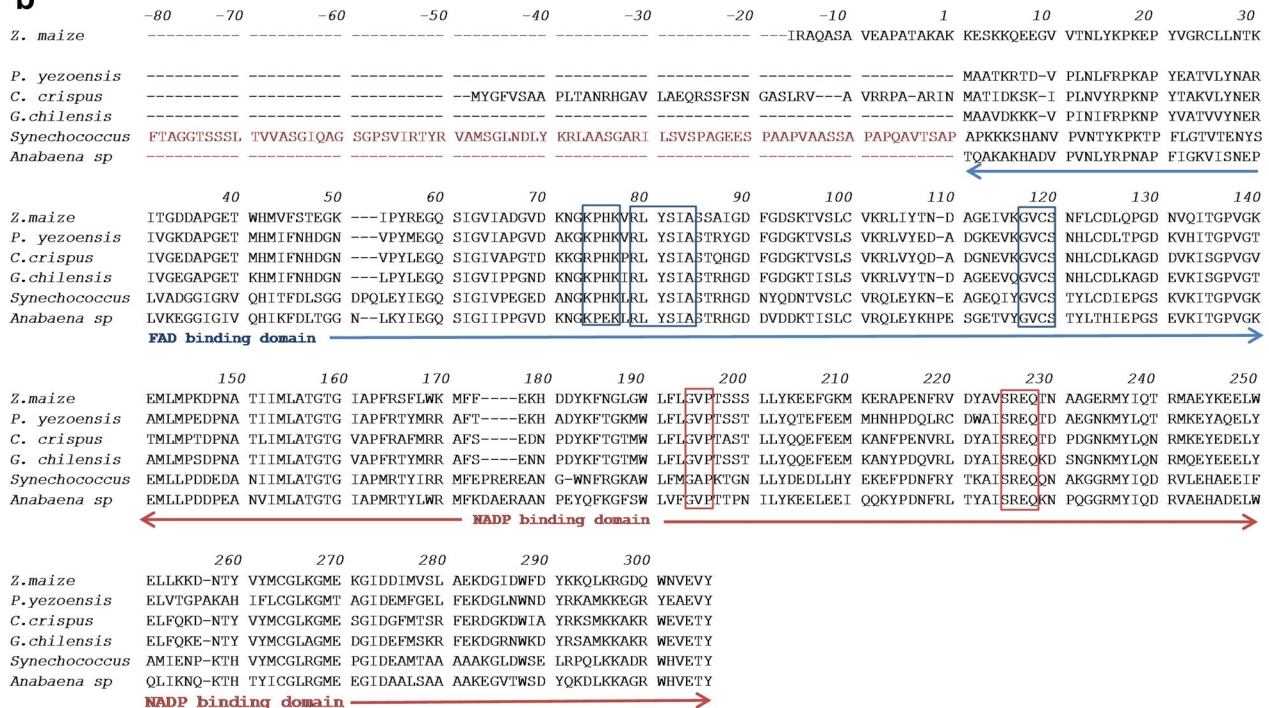 b
-80 -70 -60 -50 -40 -30 -20 -10 1 10 20 30
Z. maize ---------- ---------- ---------- ---------- ---------- ---------- ---IRAQASA VEAPATAKAK KESKKQEEGV VTNLYKPKEP YVGRCLLNTK
P. yezoensis ---------- ---------- ---------- ---------- ---------- ---------- ---------- ---------- MAATKRTD-V PLNLFRPKAP YEATVLYNAR
C. crispus ---------- ---------- ---------- --MYGFVSAA PLTANRHGAV LAEQRSSFSN GASLRV---A VRRPA-ARIN MATIDKSK-I PLNVYRPKNP YTAKVLYNER
G.chilensis ---------- ---------- ---------- ---------- ---------- ---------- ---------- ---------- MAAVDKKK-V PINIFRPKNP YVATVVYNER
Synechococcus FTAGGTSSSL TVVASGIQAG SGPSVIRTYR VAMSGLNDLY KRLAASGARI LSVSPAGEES PAAPVAASSA PAPQAVTSAP APKKKSHANV PVNTYKPKTP FLGTVTENYS
Anabaena sp ---------- ---------- ---------- ---------- ---------- ---------- ---------- ---------- TQAKAKHADV PVNLYRPNAP FIGKVISNEP
40 50 60 70 80 90 100 110 120 130 140
Z.maize ITGDDAPGET WHMVFSTEGK ---IPYREGQ SIGVIADGVD KNGKPHKVRL YSIASSAIGD FGDSKTVSLC VKRLIYTN-D AGEIVKGVCS NFLCDLQPGD NVQITGPVGK
P. yezoensis IVGKDAPGET MHMIFNHDGN ---VPYMEGQ SIGVIAPGVD AKGKPHKVRL YSIASTRYGD FGDGKTVSLS VKRLVYED-A DGKEVKGVCS NHLCDLTPGD KVHITGPVGT
C.crispus IVGEDAPGET MHMIFNHDGN ---VPYLEGQ SIGIVAPGTD KKGRPHKPRL YSIASTQHGD FGDGKTVSLC VKRLVYQD-A DGNEVKGVCS NHLCDLKAGD DVKISGPVGV
G.chilensis IVGEGAPGET KHMIFNHDGN ---LPYLEGQ SIGVIPPGND KNGKPHKLRL YSIASTRHGD FGDGKTISLC VKRLVYTN-D AGEEVQGVCS NHLCDLKPGD EVKISGPVGT
Synechococcus LVADGGIGRV QHITFDLSGG DPQLEYIEGQ SIGIVPEGED ANGKPHKLRL YSIASTRHGD NYQDNTVSLC VRQLEYKN-E AGEQIYGVCS TYLCDIEPGS KVKITGPVGK
Anabaena sp LVKEGGIGIV QHIKFDLTGG N--LKYIEGQ SIGIIPPGVD KNGKPEKLRL YSIASTRHGD DVDDKTISLC VRQLEYKHPE SGETVYGVCS TYLTHIEPGS EVKITGPVGK
FAD binding domain
150 160 170 180 190 200 210 220 230 240 250
Z.maize EMLMPKDPNA TIIMLATGTG IAPFRSFLWK MFF----EKH DDYKFNGLGW LFLGVPTSSS LLYKEEFGKM KERAPENFRV DYAVSREQTN AAGERMYIQT RMAEYKEELW
P. yezoensis AMLMPEDPNA TIIMLATGTG IAPFRTYMRR AFT----EKH ADYKFTGKMW LFLGVPTSST LLYQTEFEEM MHNHPDQLRC DWAISREQTD AEGNKMYIQN RMKEYAQELY
C. crispus TMLMPTDPNA TLIMLATGTG VAPFRAFMRR AFS----EDN PDYKFTGTMW LFLGVPTAST LLYQQEFEEM KANFPENVRL DYAISREQTD PDGNKMYLQN RMKEYEDELY
G. chilensis AMLMPSDPNA TIIMLATGTG VAPFRTYMRR AFS----ENN PDYKFTGTMW LFLGVPTSST LLYQQEFEEM KANYPDQVRL DYAISREQKD SNGNKMYLQN RMQEYEEELY
Synechococcus EMLLPDDEDA NIIMLATGTG IAPMRTYIRR MFEPREREAN G-WNFRGKAW LFMGAPKTGN LLYDEDLLHY EKEFPDNFRY TKAISREQQN AKGGRMYIQD RVLEHAEEIF
Anabaena sp EMLLPDDPEA NVIMLATGTG IAPMRTYLWR MFKDAERAAN PEYQFKGFSW LVFGVPTTPN ILYKEELEEI QQKYPDNFRL TYAISREQKN PQGGRMYIQD RVAEHADELW
NADP binding domain
260 270 280 290 300
Z.maize ELLKKD-NTY VYMCGLKGME KGIDDIMVSL AEKDGIDWFD YKKQLKRGDQ WNVEVY
P.yezoensis ELVTGPAKAH IFLCGLKGMT AGIDEMFGEL FEKDGLNWND YRKAMKKEGR YEAEVY
C.crispus ELFQKD-NTY VYMCGLKGME SGIDGFMTSR FERDGKDWIA YRKSMKKAKR WEVETY
G.chilensis ELFQKE-NTY VYMCGLAGME DGIDEFMSKR FEKDGRNWKD YRSAMKKAKR WEVETY
Synechococcus AMIENP-KTH VYMCGLRGME PGIDEAMTAA AAAKGLDWSE LRPQLKKADR WHVETY
Anabaena sp QLIKNQ-KTH TYICGLRGME EGIDAALSAA AAKEGVTWSD YQKDLKKAGR WHVETY
NADP binding domain